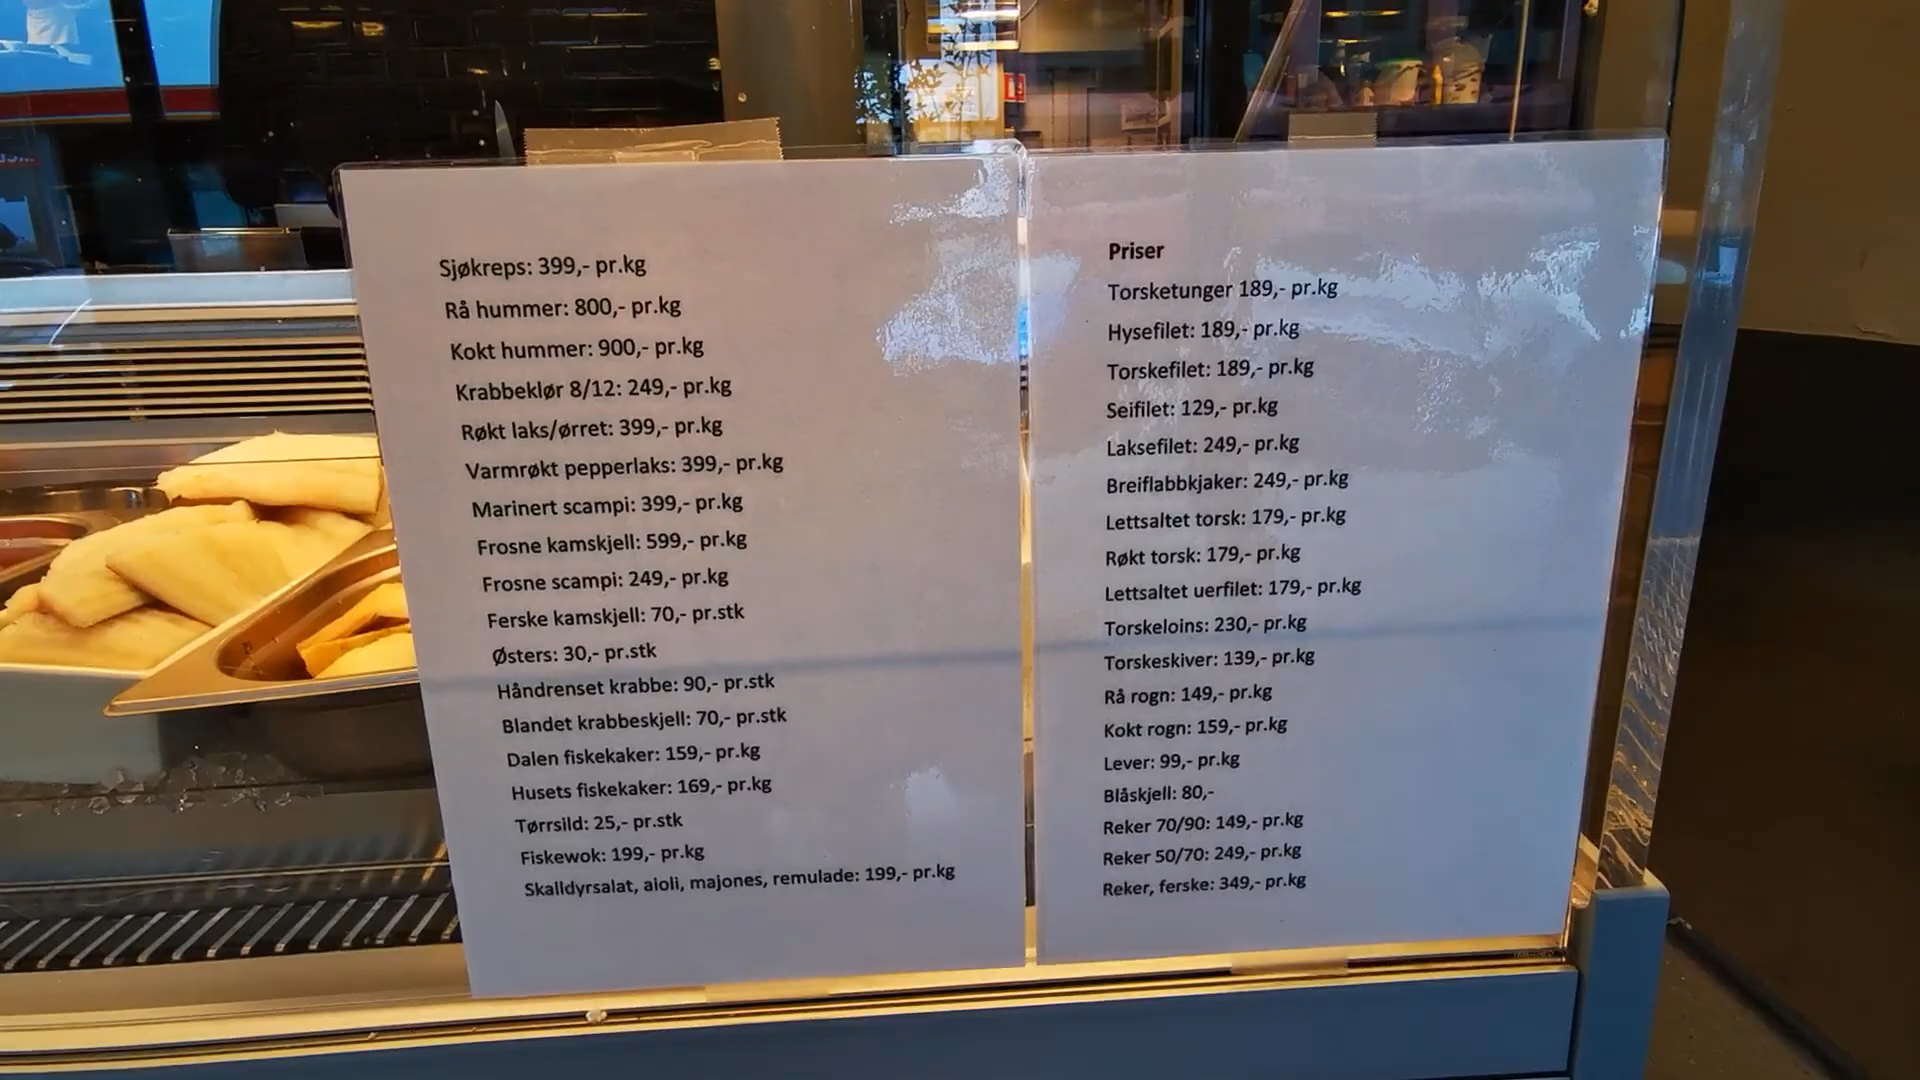 Sjøkreps: 399,- pr.kg
Rå hummer: 800,- pr.kg
Kokt hummer: 900,- pr.kg
Krabbeklør 8/12: 249,- pr.kg
Røkt laks/ørret: 399,- pr.kg
Varmrøkt pepperlaks: 399,- pr.kg
Marinert scampi: 399,- pr.kg
Frosne kamskjell: 599,- pr.kg
Frosne scampi: 249,- pr.kg
Ferske kamskjell: 70,- pr.stk
Østers: 30,- pr.stk
Håndrenset krabbe: 90,- pr.stk
Blandet krabbeskjell: 70,- pr.stk
Dalen fiskekaker: 159,- pr.kg
Husets fiskekaker: 169,- pr.kg
Tørrsild: 25,- pr.stk
Fiskewok: 199,- pr.kg
Skalldyrsalat, aioli, majones, remulade: 199,- pr.kg
Priser
Torsketunger 189,- pr.kg
Hysefilet: 189,- pr.kg
Torskefilet: 189,- pr.kg
Seifilet: 129,- pr.kg
Laksefilet: 249,- pr.kg
Breiflabbkjaker: 249,- pr.kg
Lettsaltet torsk: 179,- pr.kg
Røkt torsk: 179,- pr.kg
Lettsaltet uerfilet: 179,- pr.kg
Torskeloins: 230,- pr.kg
Torskeskiver: 139,- pr.kg
Rå rogn: 149,- pr.kg
Kokt rogn: 159,- pr.kg
Lever: 99,- pr.kg
Blåskjell: 80,-
Reker 70/90: 149,- pr.kg
Reker 50/70: 249,- pr.kg
Reker, ferske: 349,- pr.kg